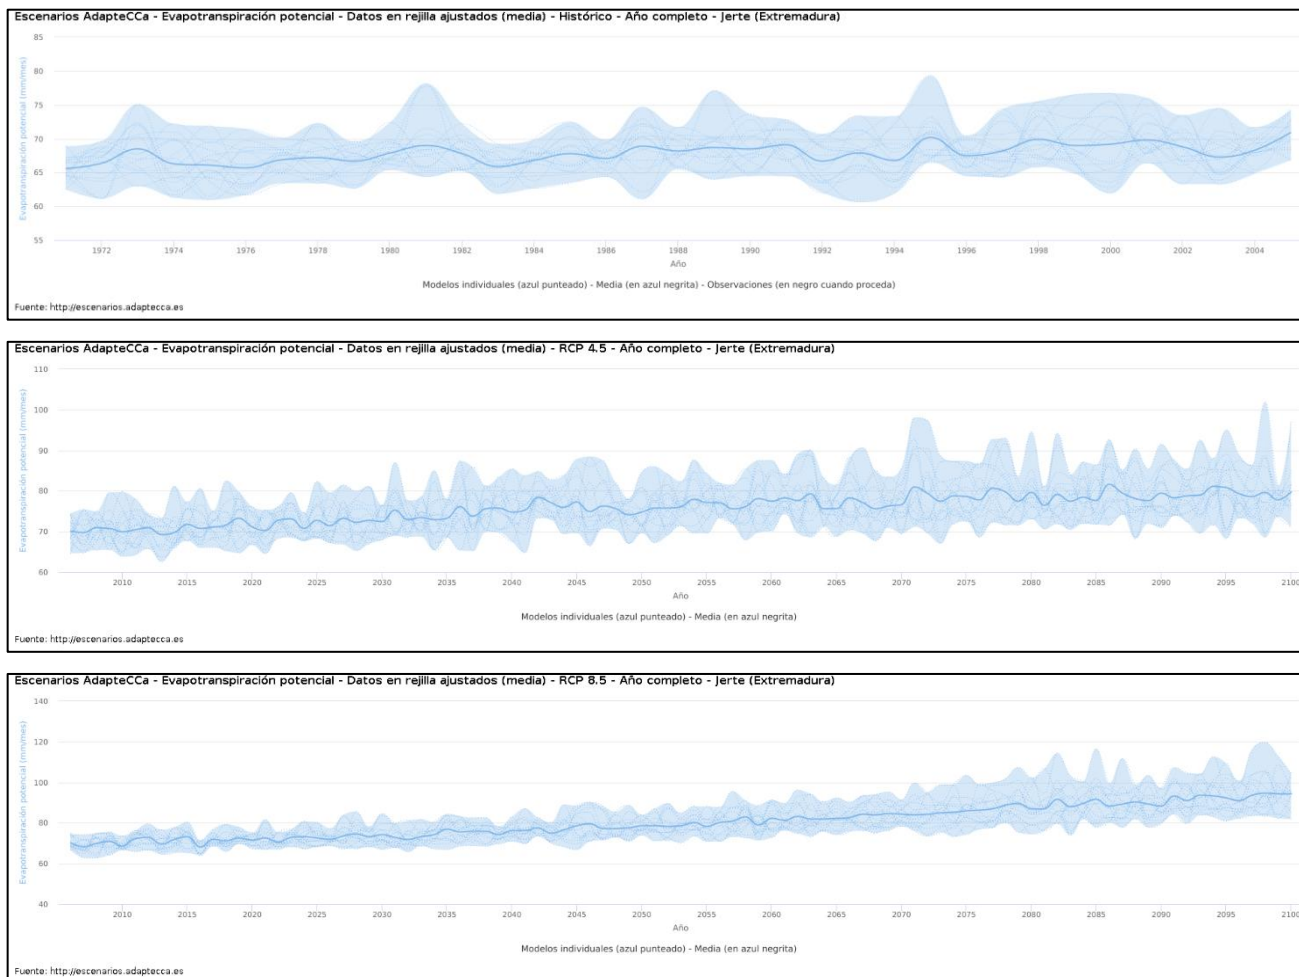 Escenarios AdapteCCa - Evapotranspiración potencial - Datos en rejilla ajustados (media) - Histórico - Año completo - Jerte (Extremadura)
Evapotranspiración potencial (mm/mes)
85
80
75
70
65
60
55
1972 1974 1976 1978 1980 1982 1984 1986 1988 1990 1992 1994 1996 1998 2000 2002 2004
Año
Modelos individuales (azul punteado) - Media (en azul negrita) - Observaciones (en negro cuando proceda)
Fuente: http://escenarios.adaptecca.es
Escenarios AdapteCCa - Evapotranspiración potencial - Datos en rejilla ajustados (media) - RCP 4.5 - Año completo - Jerte (Extremadura)
Evapotranspiración potencial (mm/mes)
110
100
90
80
70
60
2010 2015 2020 2025 2030 2035 2040 2045 2050 2055 2060 2065 2070 2075 2080 2085 2090 2095 2100
Año
Modelos individuales (azul punteado) - Media (en azul negrita)
Fuente: http://escenarios.adaptecca.es
Escenarios AdapteCCa - Evapotranspiración potencial - Datos en rejilla ajustados (media) - RCP 8.5 - Año completo - Jerte (Extremadura)
Evapotranspiración potencial (mm/mes)
140
120
100
80
60
40
2010 2015 2020 2025 2030 2035 2040 2045 2050 2055 2060 2065 2070 2075 2080 2085 2090 2095 2100
Año
Modelos individuales (azul punteado) - Media (en azul negrita)
Fuente: http://escenarios.adaptecca.es